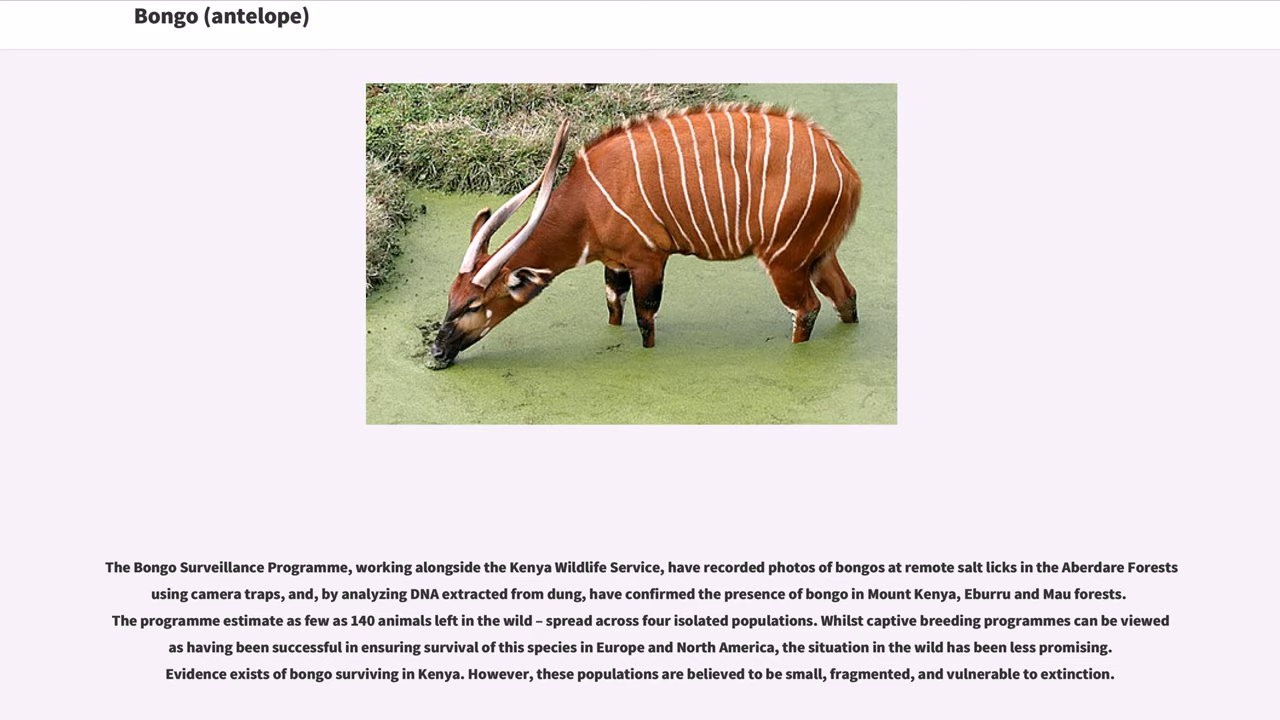 Bongo (antelope)
The Bongo Surveillance Programme, working alongside the Kenya Wildlife Service, have recorded photos of bongos at remote salt licks in the Aberdare Forests
using camera traps, and, by analyzing DNA extracted from dung, have confirmed the presence of bongo in Mount Kenya, Eburru and Mau forests.
The programme estimate as few as 140 animals left in the wild – spread across four isolated populations. Whilst captive breeding programmes can be viewed
as having been successful in ensuring survival of this species in Europe and North America, the situation in the wild has been less promising.
Evidence exists of bongo surviving in Kenya. However, these populations are believed to be small, fragmented, and vulnerable to extinction.